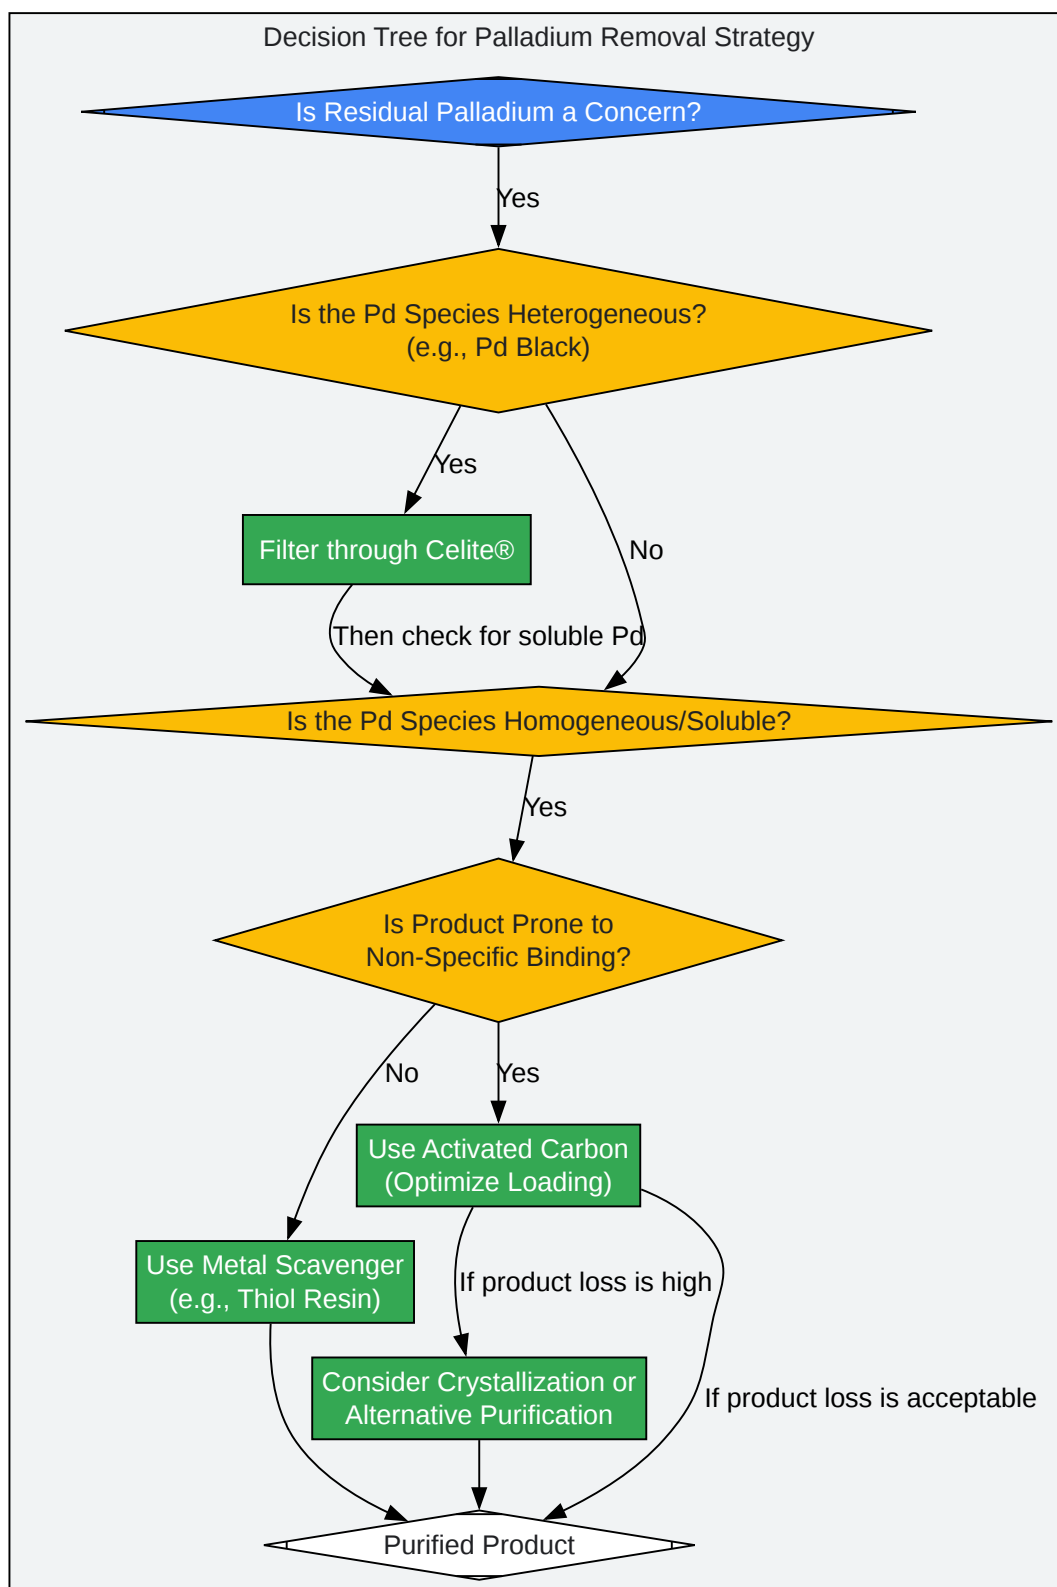 Decision Tree for Palladium Removal Strategy
Is Residual Palladium a Concern?
Yes
Is the Pd Species Heterogeneous?
(e.g., Pd Black)
Yes
Filter through Celite®
No
Then check for soluble Pd
Is the Pd Species Homogeneous/Soluble?
Yes
Is Product Prone to
Non-Specific Binding?
No
Yes
Use Activated Carbon
(Optimize Loading)
Use Metal Scavenger
(e.g., Thiol Resin)
If product loss is high
Consider Crystallization or
Alternative Purification
If product loss is acceptable
Purified Product